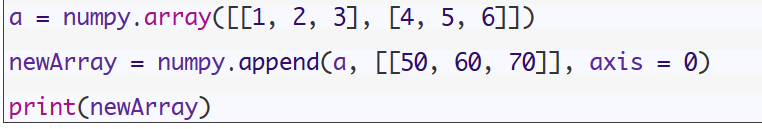 a = numpy.array([[1, 2, 3], [4, 5, 6]])
newArray = numpy.append(a, [[50, 60, 70]], axis = 0)
print(newArray)